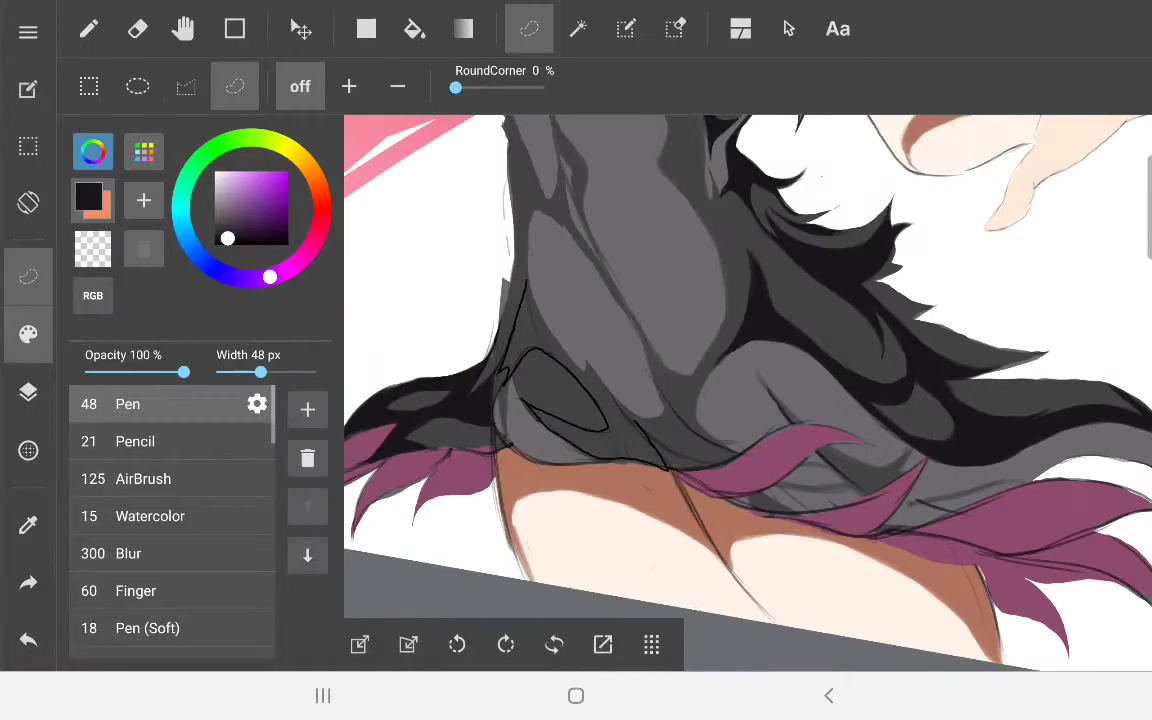 Aa
off
RoundCorner 0 %
RGB
Opacity 100 %
Width 48 px
48 Pen
21 Pencil
125 AirBrush
15 Watercolor
300 Blur
60 Finger
18 Pen (Soft)